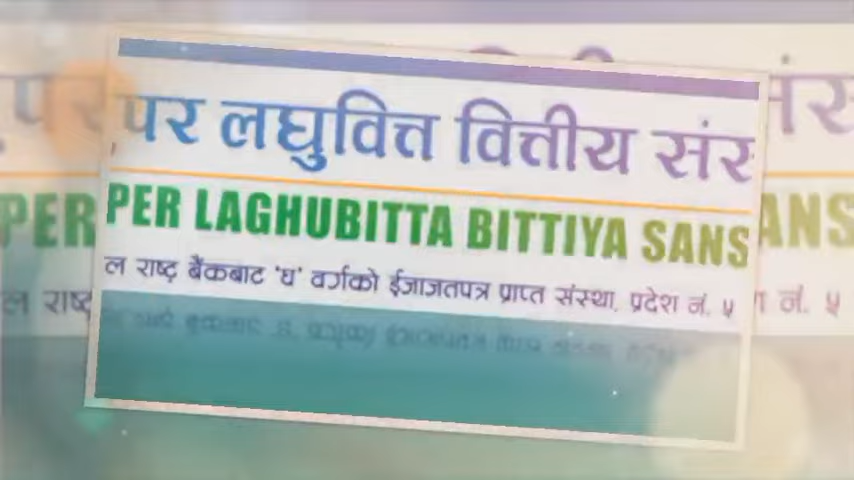 पर लघुवित्त वित्तीय संस
PER LAGHUBITTA BITTIYA SANS
ल राष्ट्र बैंकबाट 'घ' वर्गको ईजाजतपत्र प्राप्त संस्था, प्रदेश नं. ५